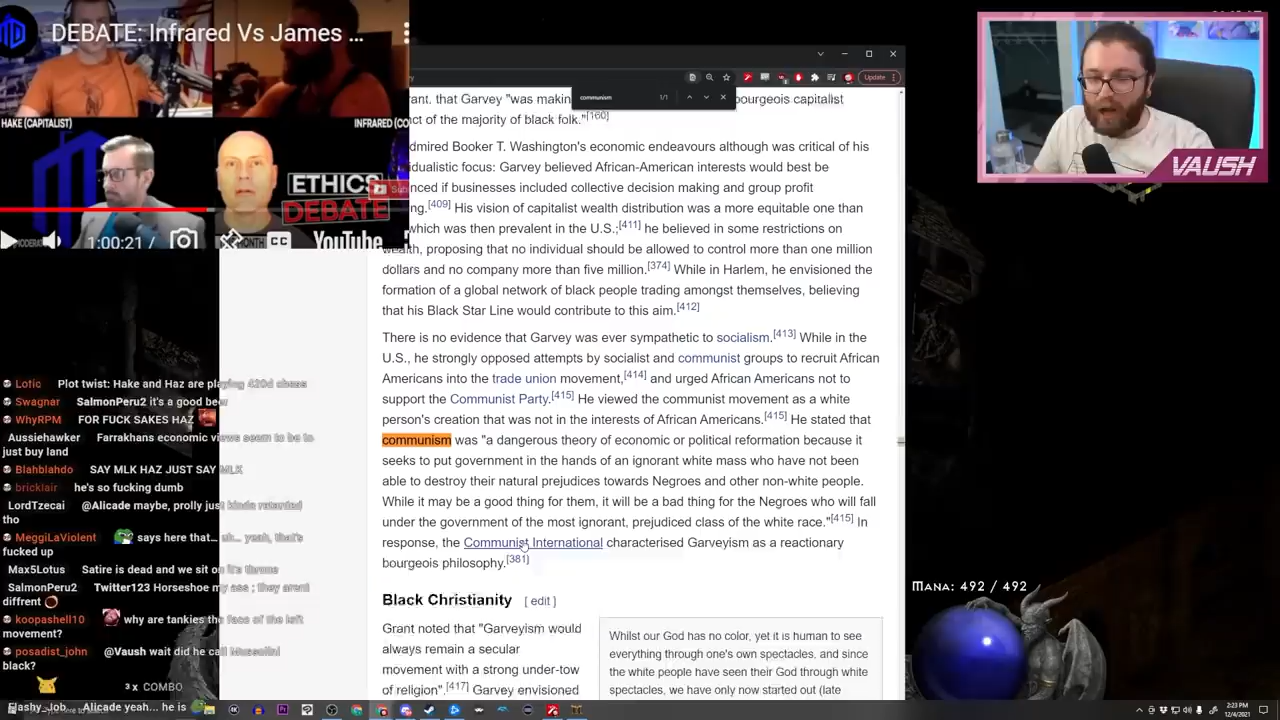 DEBATE: Infrared Vs James ...
HAKE (CAPITALIST)
INFRARED (CO
ETHICS
DEBATE
1:00:21 /
MONTH
CC
YouTube
Update
communism
1/1
VAUSH
rant. that Garvey "was makin
bourgeois capitalist
ct of the majority of black folk."[160]
dmired Booker T. Washington's economic endeavours although was critical of his
idualistic focus: Garvey believed African-American interests would best be
nced if businesses included collective decision making and group profit
ng.[409] His vision of capitalist wealth distribution was a more equitable one than
which was then prevalent in the U.S.;[411] he believed in some restrictions on
wealth, proposing that no individual should be allowed to control more than one million
dollars and no company more than five million.[374] While in Harlem, he envisioned the
formation of a global network of black people trading amongst themselves, believing
that his Black Star Line would contribute to this aim.[412]
There is no evidence that Garvey was ever sympathetic to socialism.[413] While in the
U.S., he strongly opposed attempts by socialist and communist groups to recruit African
Americans into the trade union movement,[414] and urged African Americans not to
support the Communist Party.[415] He viewed the communist movement as a white
person's creation that was not in the interests of African Americans.[415] He stated that
communism was "a dangerous theory of economic or political reformation because it
seeks to put government in the hands of an ignorant white mass who have not been
able to destroy their natural prejudices towards Negroes and other non-white people.
While it may be a good thing for them, it will be a bad thing for the Negroes who will fall
under the government of the most ignorant, prejudiced class of the white race."[415] In
response, the Communist International characterised Garveyism as a reactionary
bourgeois philosophy.[381]
Black Christianity [ edit ]
Grant noted that "Garveyism would
always remain a secular
movement with a strong under-tow
of religion".[417] Garvey envisioned
Whilst our God has no color, yet it is human to see
everything through one's own spectacles, and since
the white people have seen their God through white
spectacles, we have only now started out (late
Lotic Plot twist: Hake and Haz are playing 420d chess
Swagnar SalmonPeru2 it's a good beer
WhyRPM FOR FUCK SAKES HAZ
Aussiehawker Farrakhans economic views seem to be to
just buy land
Blahblahdo SAY MLK HAZ JUST SAY MLK
bricklair he's so fucking dumb
LordTzecai @Alicade maybe, prolly just kinda retarded
tho
MeggiLaViolent says here that... uh... yeah, that's
fucked up
Max5Lotus Satire is dead and we sit on it's throne
SalmonPeru2 Twitter123 Horseshoe my ass ; they arent
diffrent
koopashell10 why are tankies the face of the left
movement?
posadist_john @Vaush wait did he call Mussolini
black?
3 x COMBO
Flashy_Job Alicade yeah... he is
Mana: 492 / 492
2:23 PM
12/4/2021